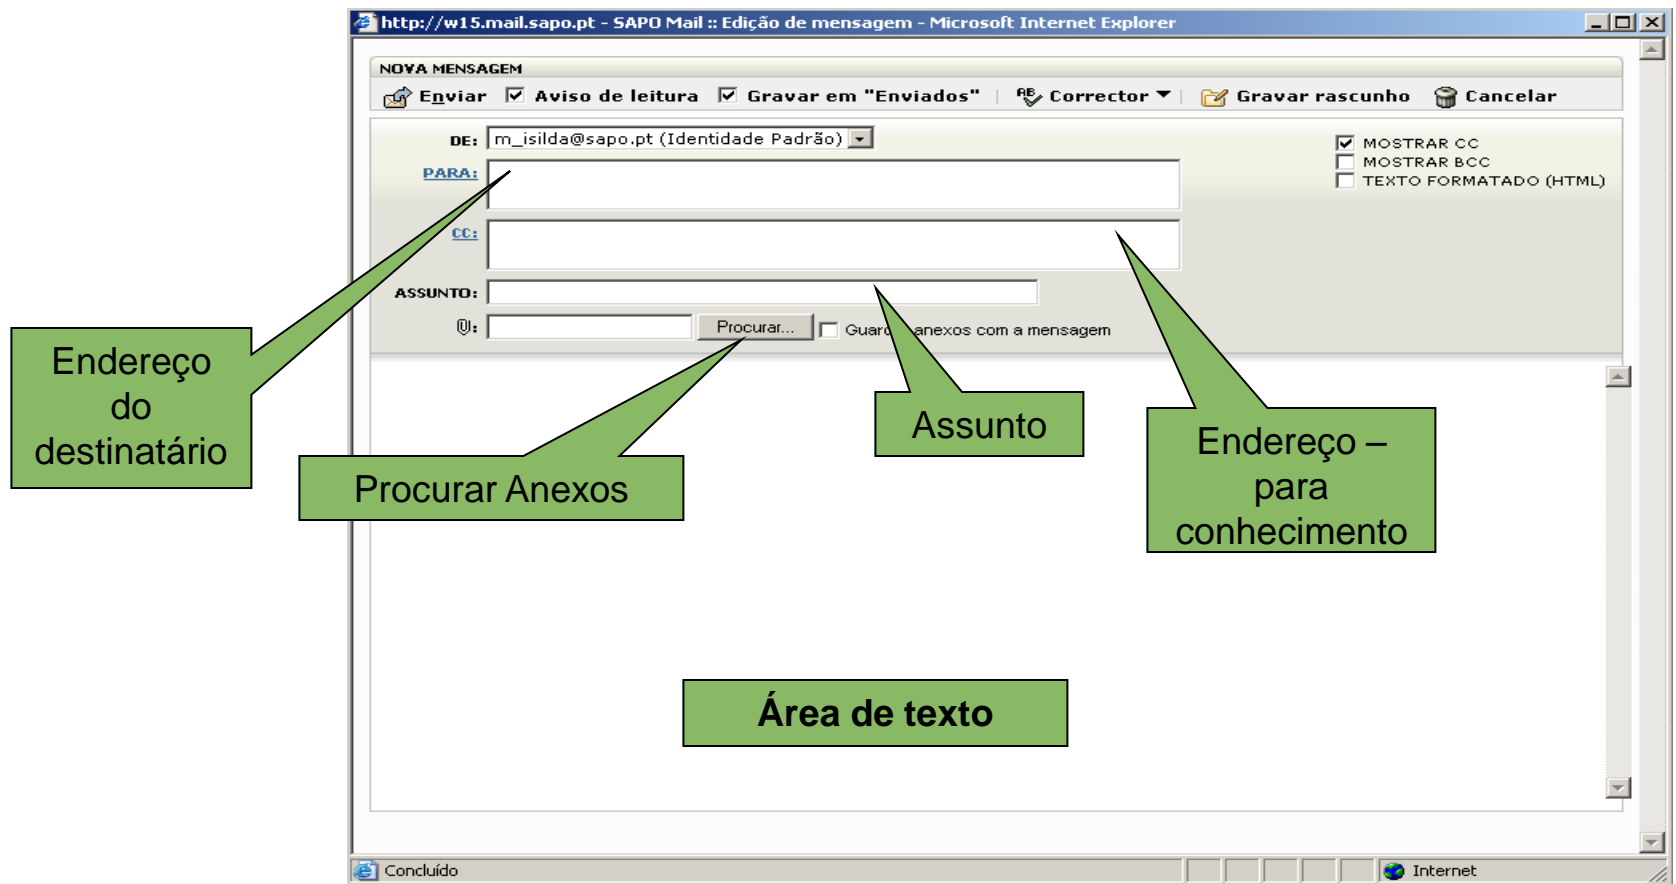 http://w15.mail.sapo.pt - SAPO Mail :: Edição de mensagem - Microsoft Internet Explorer
NOVA MENSAGEM
Enviar Aviso de leitura Gravar em "Enviados" | Corrector | Gravar rascunho Cancelar
DE: m_isilda@sapo.pt (Identidade Padrão)
MOSTRAR CC
MOSTRAR BCC
TEXTO FORMATADO (HTML)
PARA:
CC:
ASSUNTO:
: Procurar... Guardar anexos com a mensagem
Endereço
do
destinatário
Procurar Anexos
Assunto
Endereço –
para
conhecimento
Área de texto
Concluído
Internet